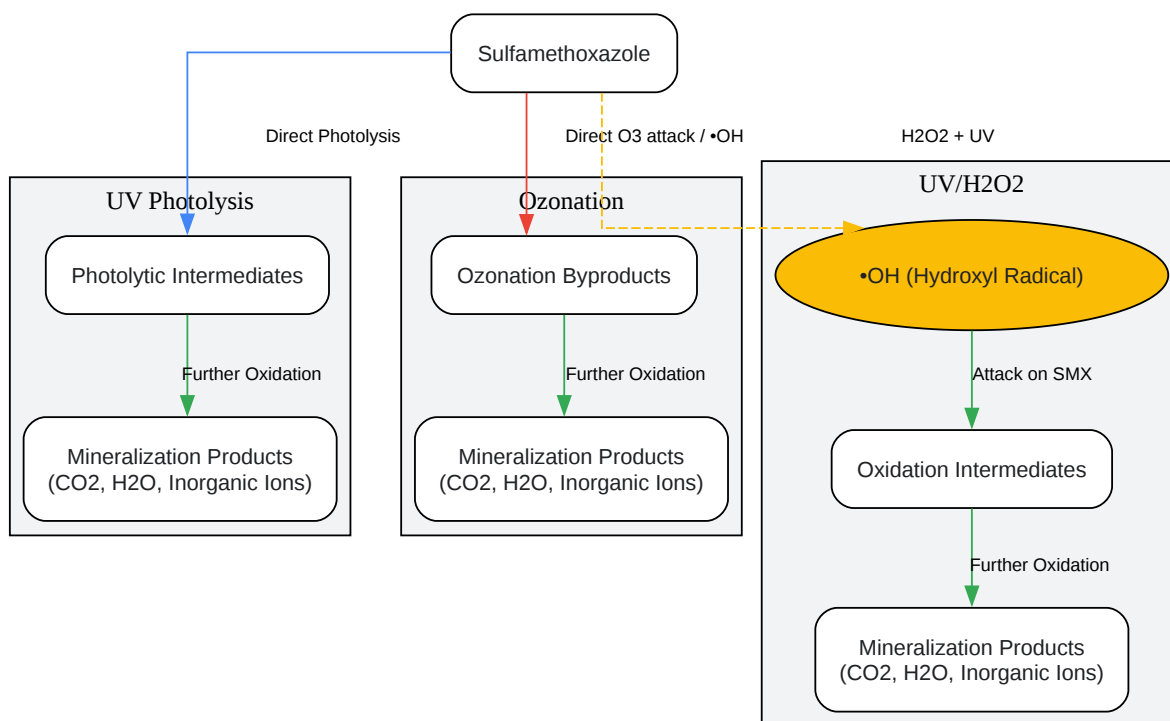 Sulfamethoxazole
Direct Photolysis
Direct O3 attack / •OH
H2O2 + UV
UV Photolysis
Photolytic Intermediates
Further Oxidation
Mineralization Products
(CO2, H2O, Inorganic Ions)
Ozonation
Ozonation Byproducts
Further Oxidation
Mineralization Products
(CO2, H2O, Inorganic Ions)
UV/H2O2
•OH (Hydroxyl Radical)
Attack on SMX
Oxidation Intermediates
Further Oxidation
Mineralization Products
(CO2, H2O, Inorganic Ions)